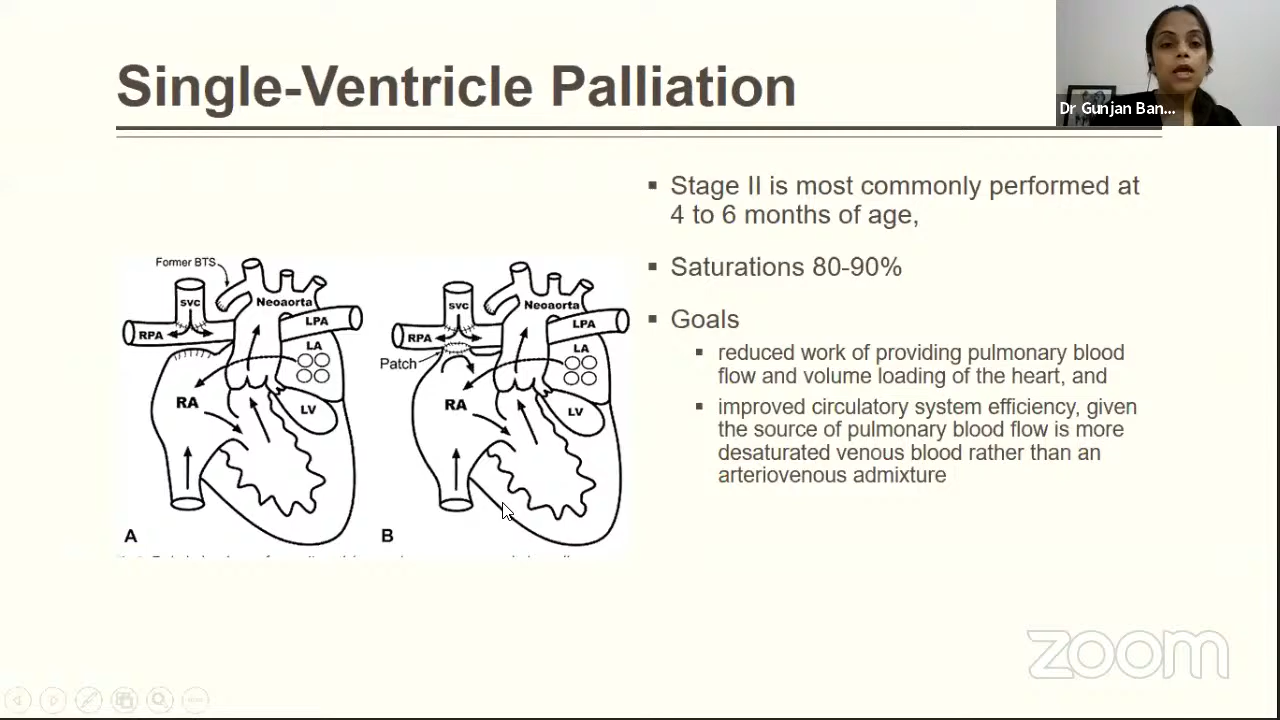 Single-Ventricle Palliation
Dr Gunjan Ban...
▪ Stage II is most commonly performed at
4 to 6 months of age,
▪ Saturations 80-90%
▪ Goals
▪ reduced work of providing pulmonary blood
flow and volume loading of the heart, and
▪ improved circulatory system efficiency, given
the source of pulmonary blood flow is more
desaturated venous blood rather than an
arteriovenous admixture
Former BTS
SVC
Neoaorta
RPA
LPA
LA
RA
LV
A
SVC
Neoaorta
RPA
LPA
Patch
LA
RA
LV
B
zoom